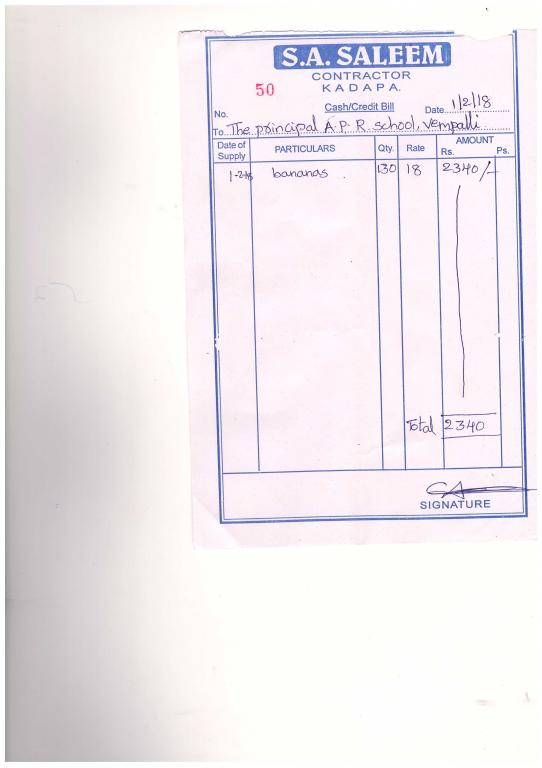 S.A. SALEEM
CONTRACTOR
50
KADAPA.
Cash/Credit Bill
No.
Date 1/2/18
To The principal A.P.R. school, Vempalli
Date of Supply PARTICULARS Qty. Rate AMOUNT Rs. Ps.
1-2-18 bananas 130 18 2340/-
Total 2340
SIGNATURE